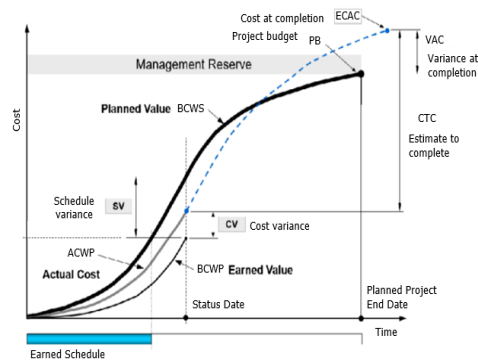 Cost at completion ECAC
Project budget PB
VAC
Variance at
completion
Management Reserve
Planned Value BCWS
Cost
CTC
Estimate to
complete
Schedule
variance
SV
CV Cost variance
ACWP
Actual Cost
BCWP Earned Value
Status Date
Planned Project
End Date
Time
Earned Schedule